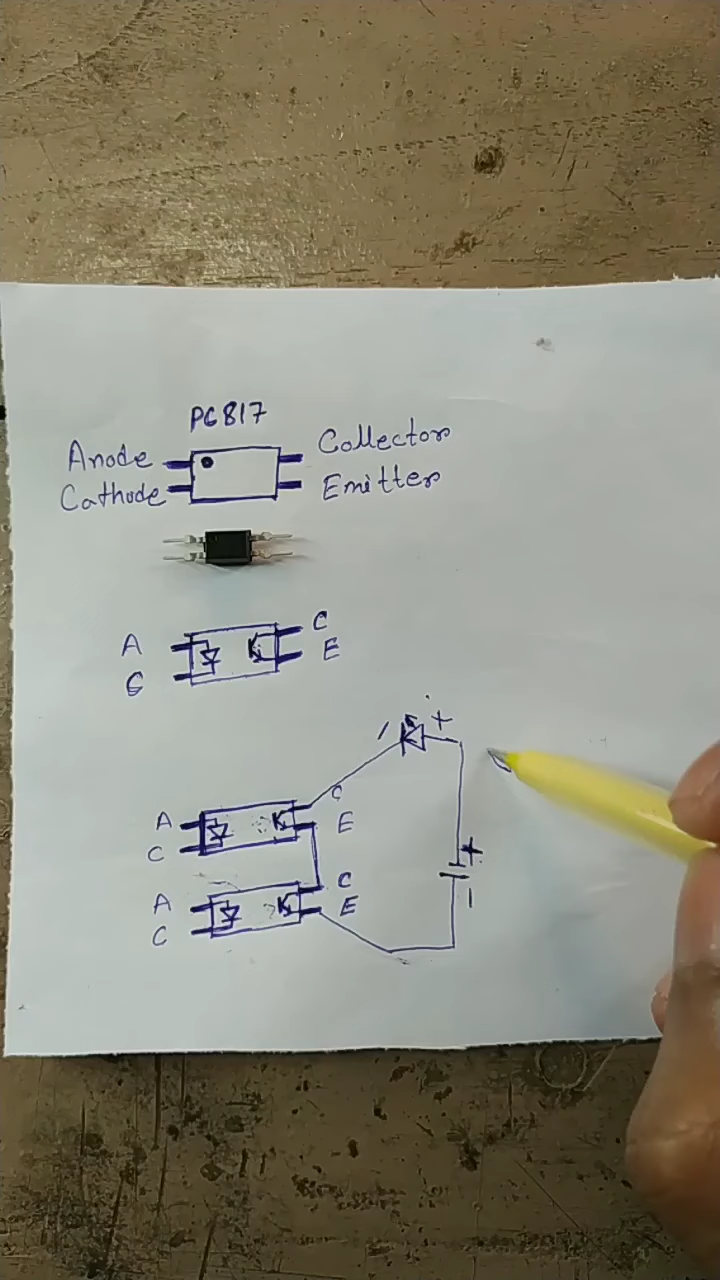 PC817
Anode Collector
Cathode Emitter
A C
C E
- +
A C
C E
+
A C
C E
-